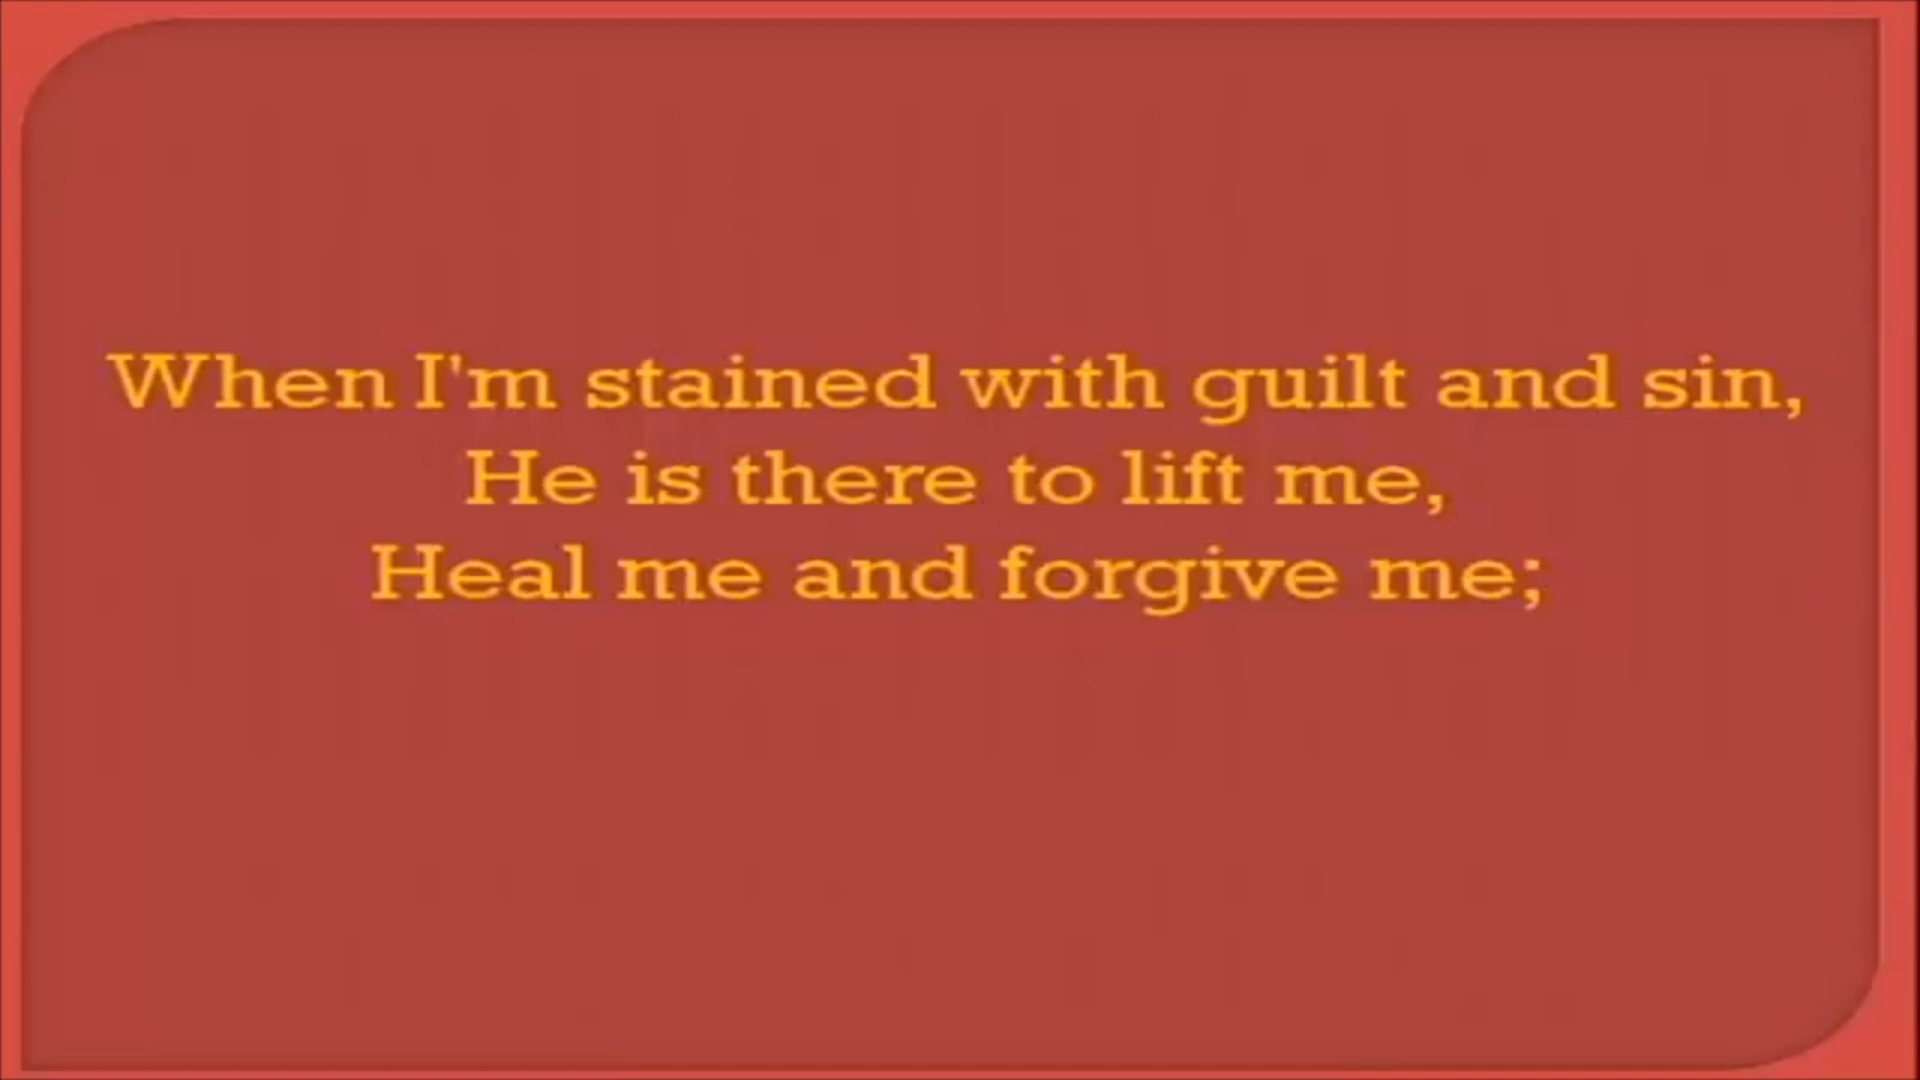 When I'm stained with guilt and sin,
He is there to lift me,
Heal me and forgive me;